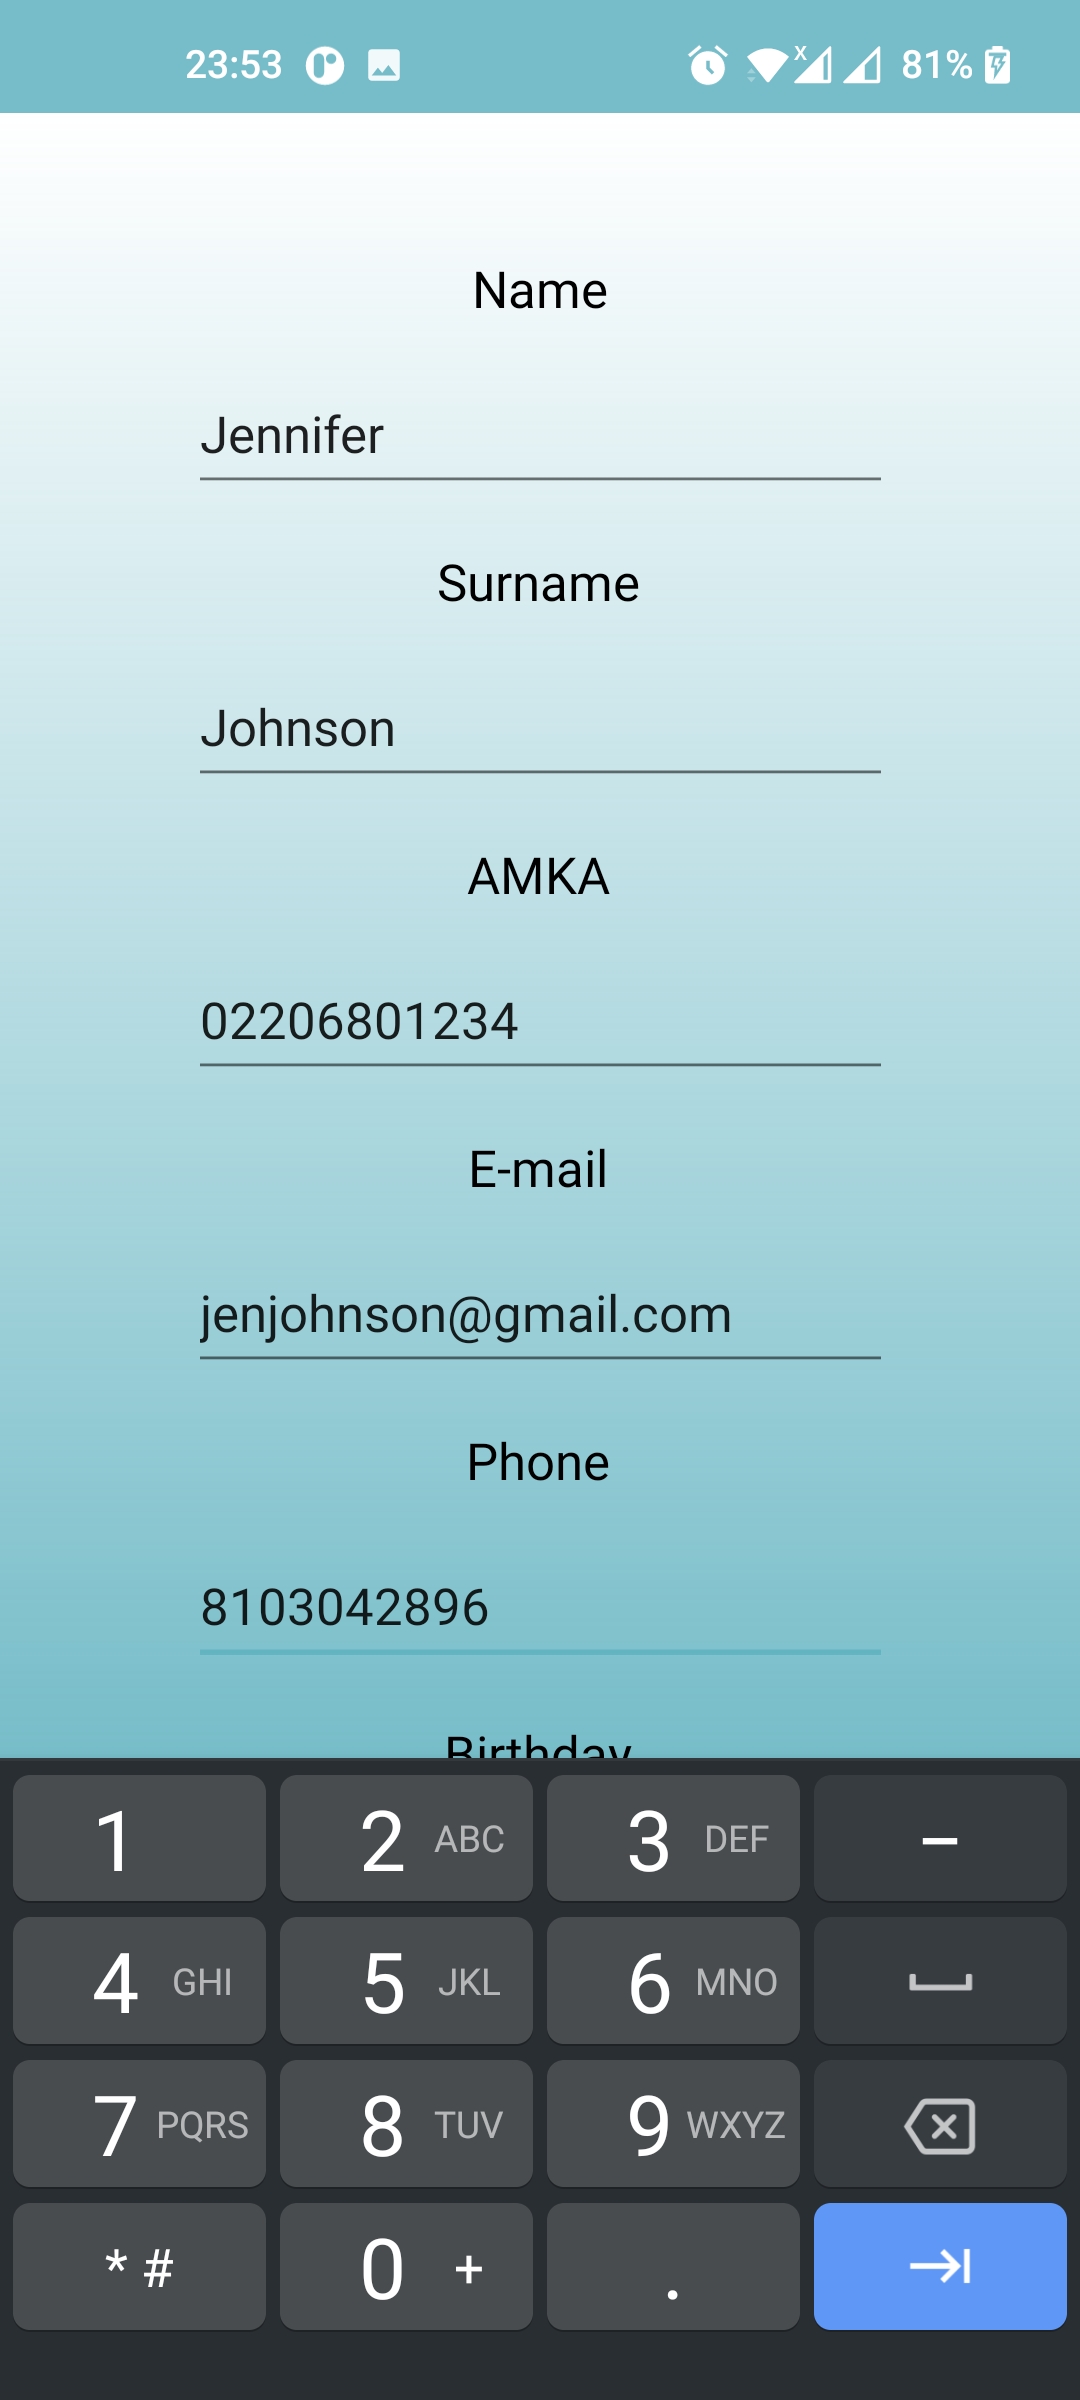 23:53 81%
Name
Jennifer
Surname
Johnson
AMKA
02206801234
E-mail
jenjohnson@gmail.com
Phone
8103042896
Birthday
1 2 ABC 3 DEF –
4 GHI 5 JKL 6 MNO
7 PQRS 8 TUV 9 WXYZ
* # 0 + .